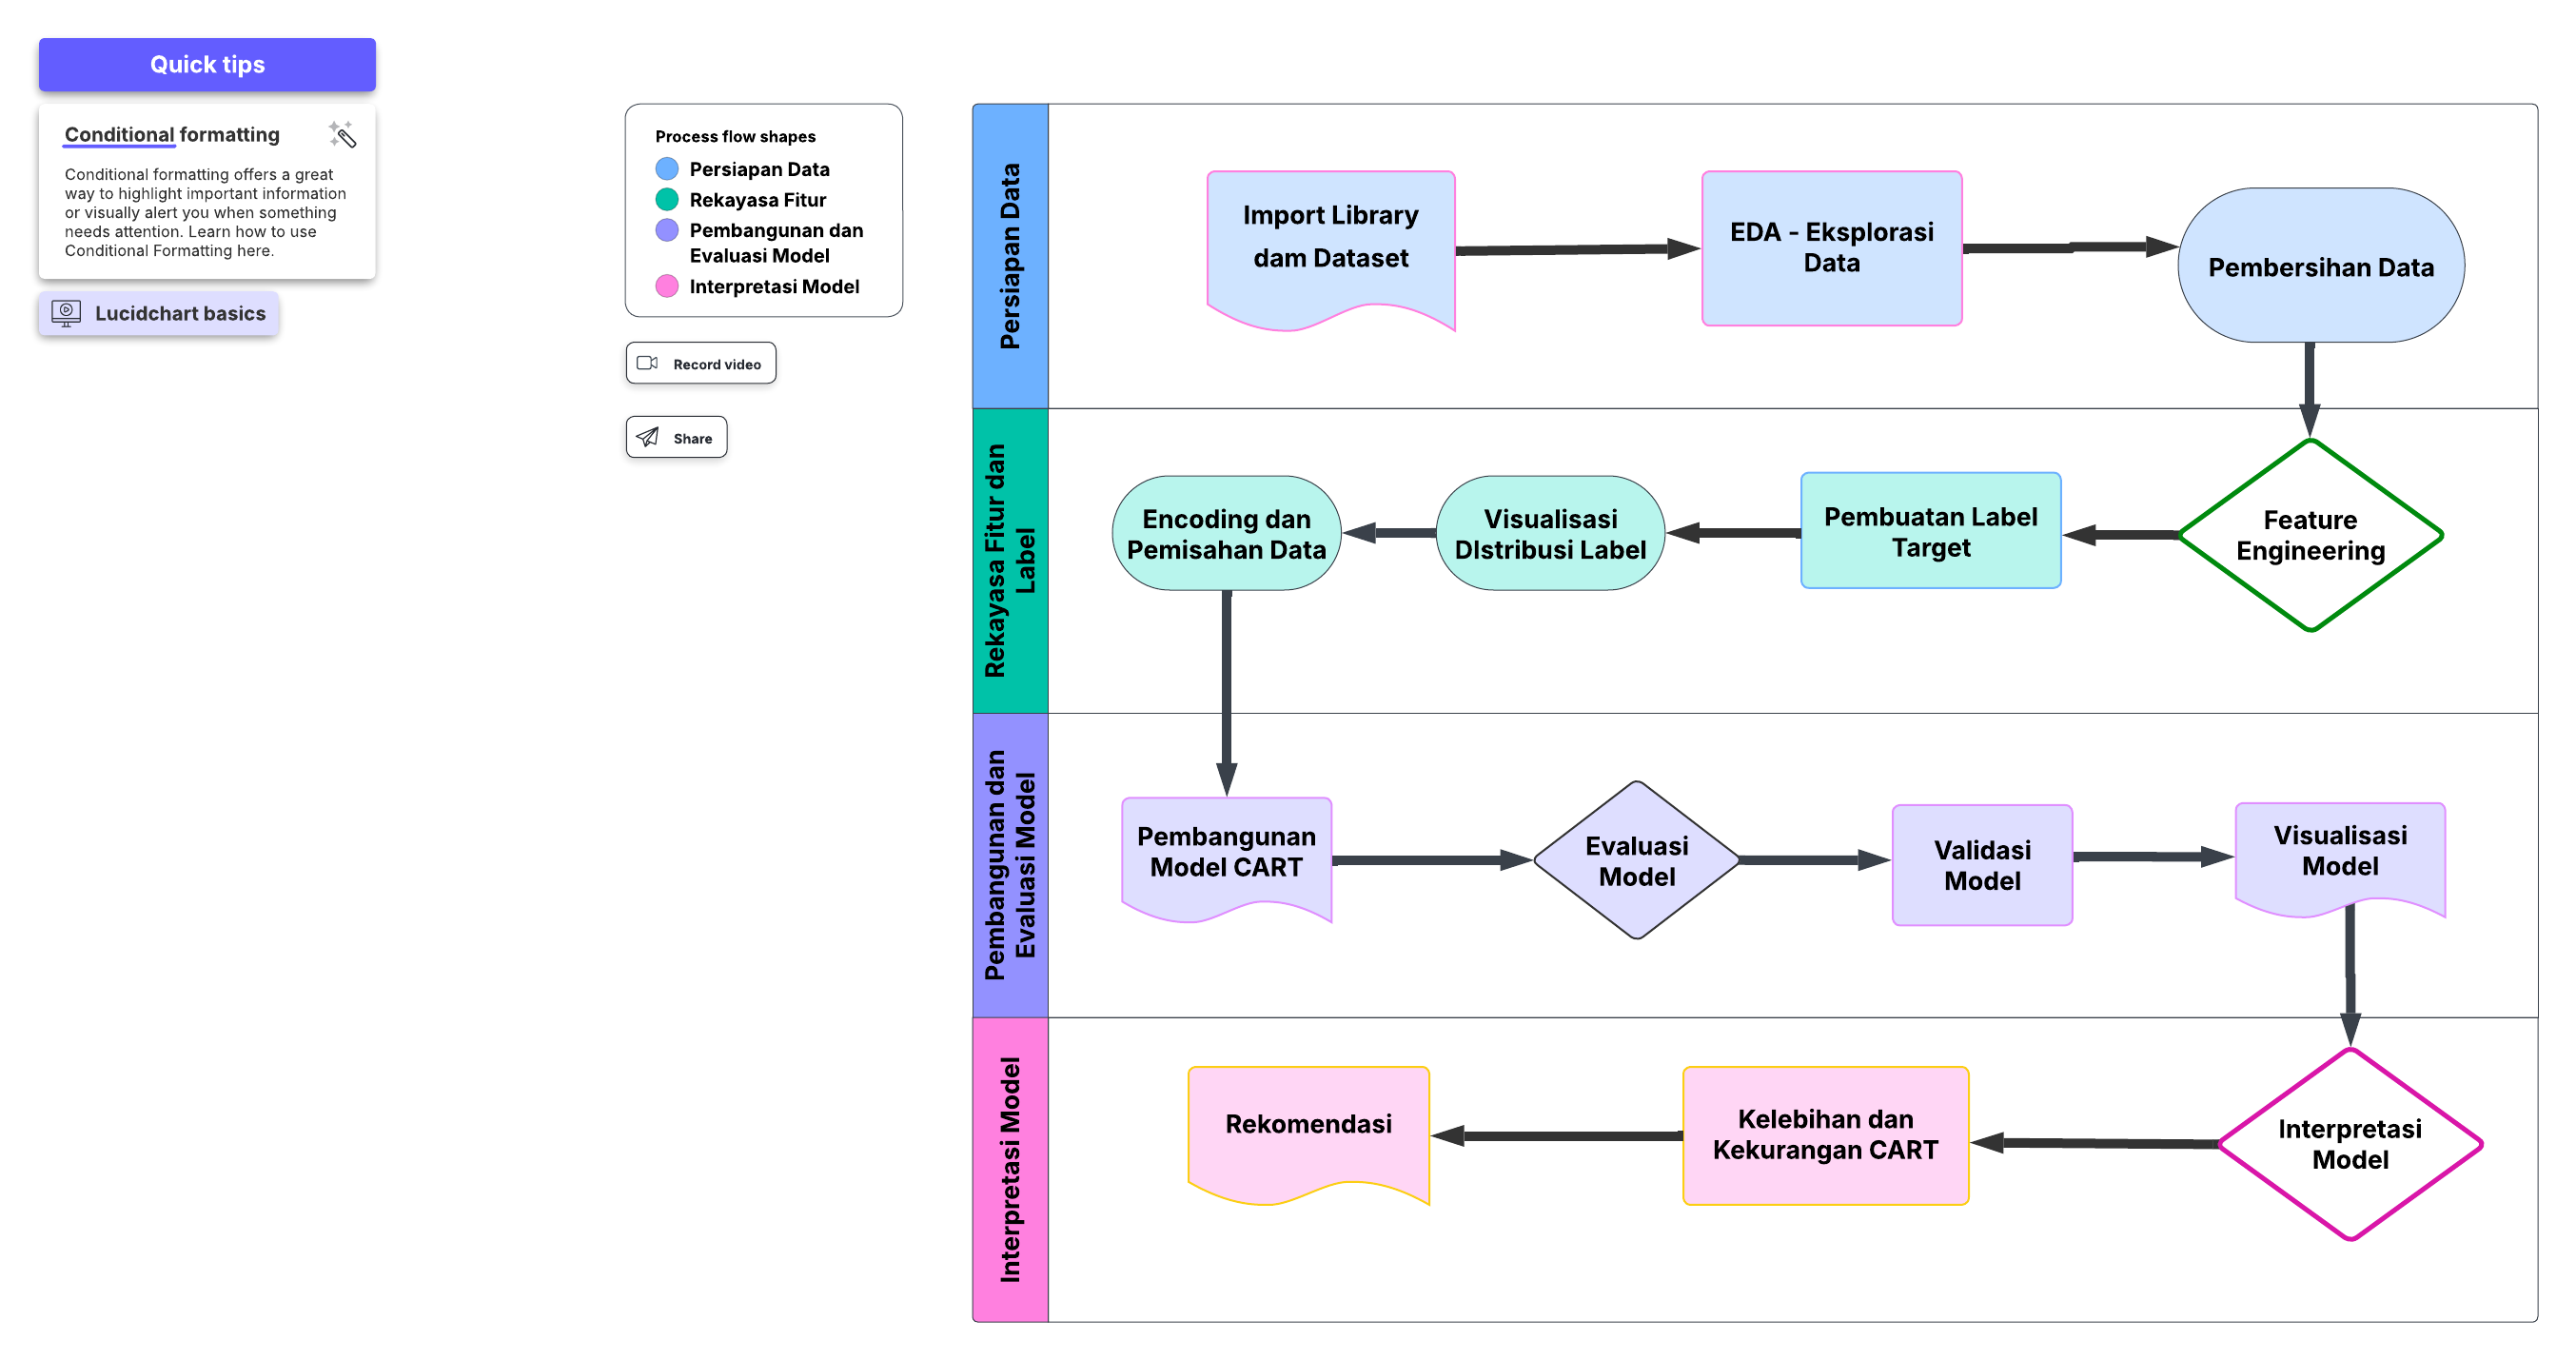 Quick tips
Conditional formatting
Conditional formatting offers a great
way to highlight important information
or visually alert you when something
needs attention. Learn how to use
Conditional Formatting here.
Lucidchart basics
Process flow shapes
Persiapan Data
Rekayasa Fitur
Pembangunan dan
Evaluasi Model
Interpretasi Model
Record video
Share
Persiapan Data
Import Library
dam Dataset
EDA - Eksplorasi
Data
Pembersihan Data
Rekayasa Fitur dan
Label
Encoding dan
Pemisahan Data
Visualisasi
DIstribusi Label
Pembuatan Label
Target
Feature
Engineering
Pembangunan dan
Evaluasi Model
Pembangunan
Model CART
Evaluasi
Model
Validasi
Model
Visualisasi
Model
Interpretasi Model
Rekomendasi
Kelebihan dan
Kekurangan CART
Interpretasi
Model